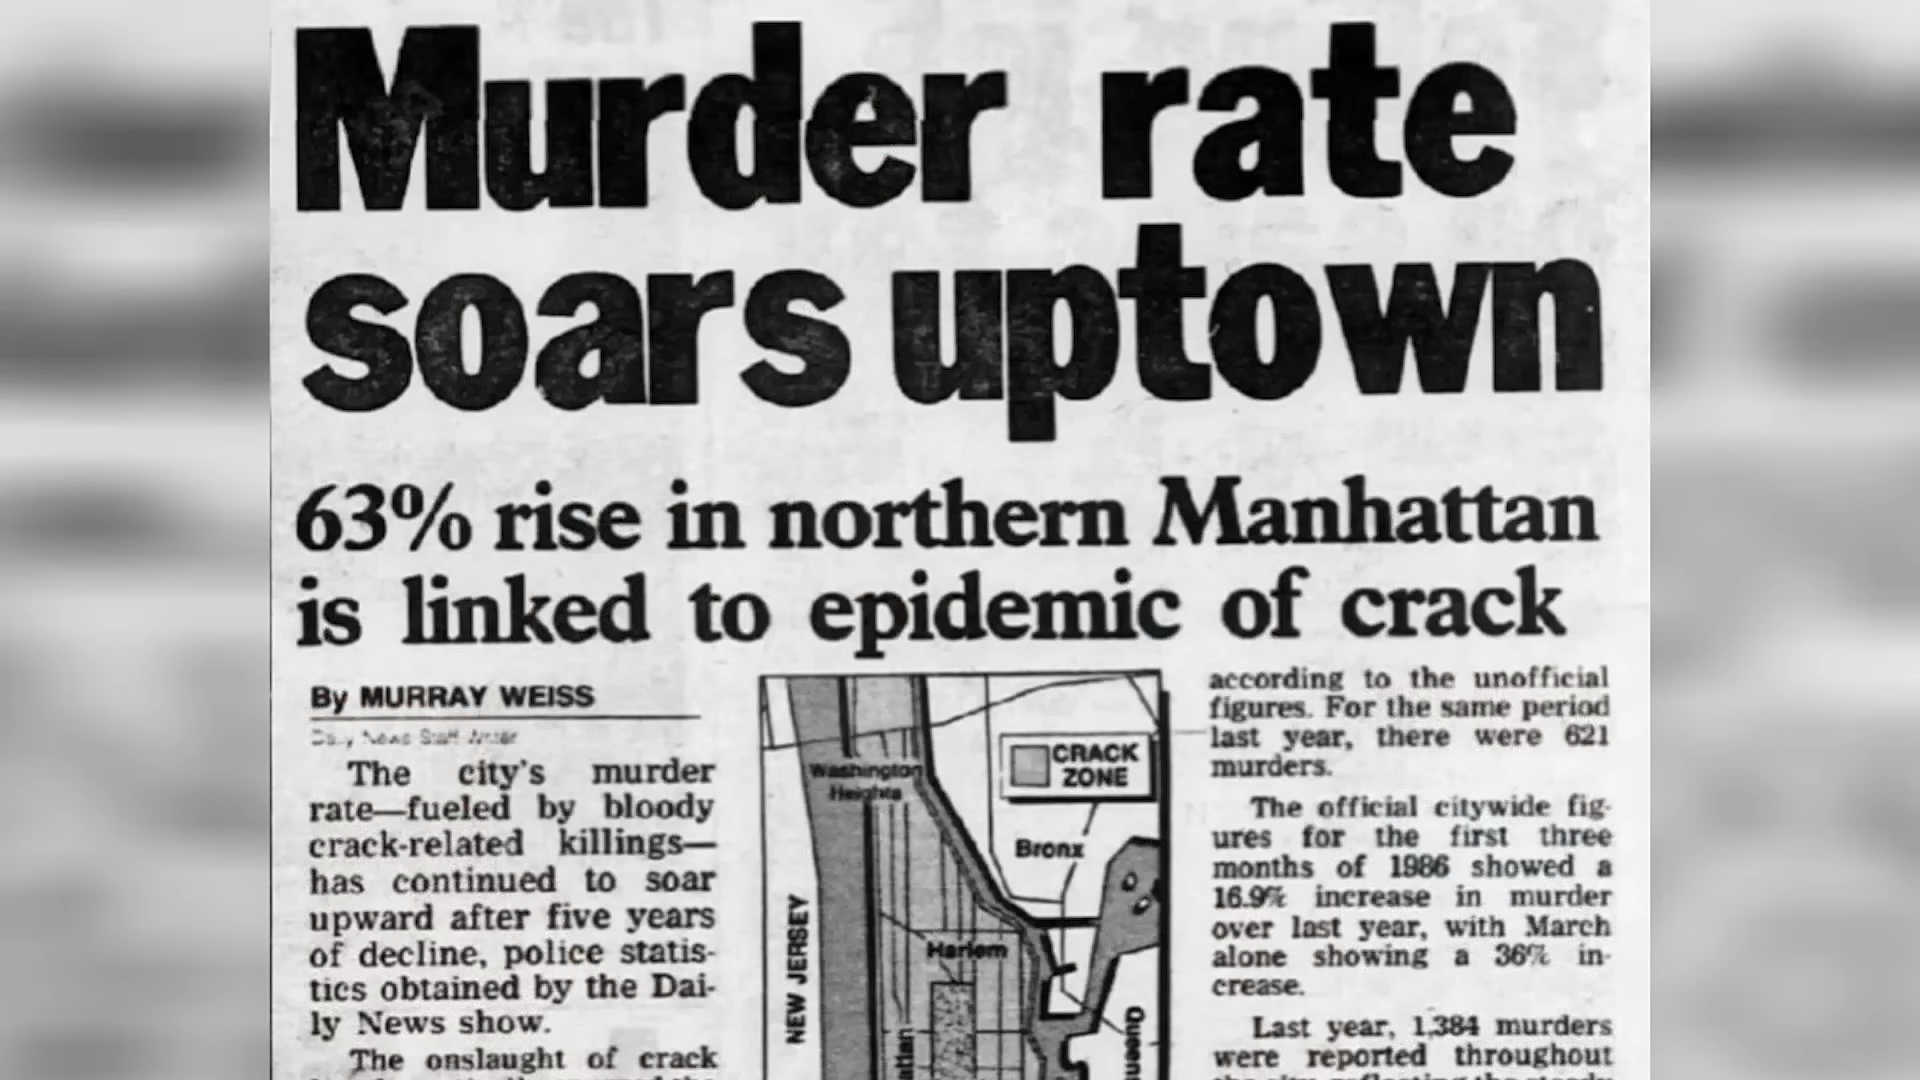 Murder rate
soars uptown
63% rise in northern Manhattan
is linked to epidemic of crack
By MURRAY WEISS
Daily News Staff Writer
The city's murder
rate—fueled by bloody
crack-related killings—
has continued to soar
upward after five years
of decline, police statis-
tics obtained by the Dai-
ly News show.
The onslaught of crack
CRACK
ZONE
Washington
Heights
Bronx
Harlem
NEW JERSEY
according to the unofficial
figures. For the same period
last year, there were 621
murders.
The official citywide fig-
ures for the first three
months of 1986 showed a
16.9% increase in murder
over last year, with March
alone showing a 36% in-
crease.
Last year, 1,384 murders
were reported throughout